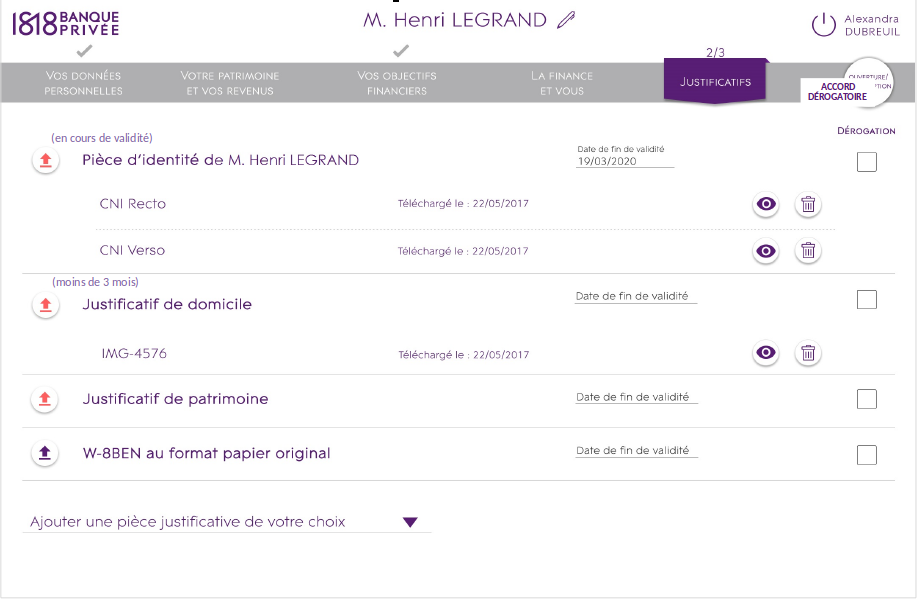 1818 BANQUE
PRIVÉE
M. Henri LEGRAND
Alexandra
DUBREUIL
2/3
VOS DONNÉES
PERSONNELLES
VOTRE PATRIMOINE
ET VOS REVENUS
VOS OBJECTIFS
FINANCIERS
LA FINANCE
ET VOUS
JUSTIFICATIFS
OUVERTURE/
ACCORD
DÉROGATOIRE
DÉROGATION
(en cours de validité)
Pièce d'identité de M. Henri LEGRAND
Date de fin de validité
19/03/2020
CNI Recto
Téléchargé le : 22/05/2017
CNI Verso
Téléchargé le : 22/05/2017
(moins de 3 mois)
Justificatif de domicile
Date de fin de validité
IMG-4576
Téléchargé le : 22/05/2017
Justificatif de patrimoine
Date de fin de validité
W-8BEN au format papier original
Date de fin de validité
Ajouter une pièce justificative de votre choix